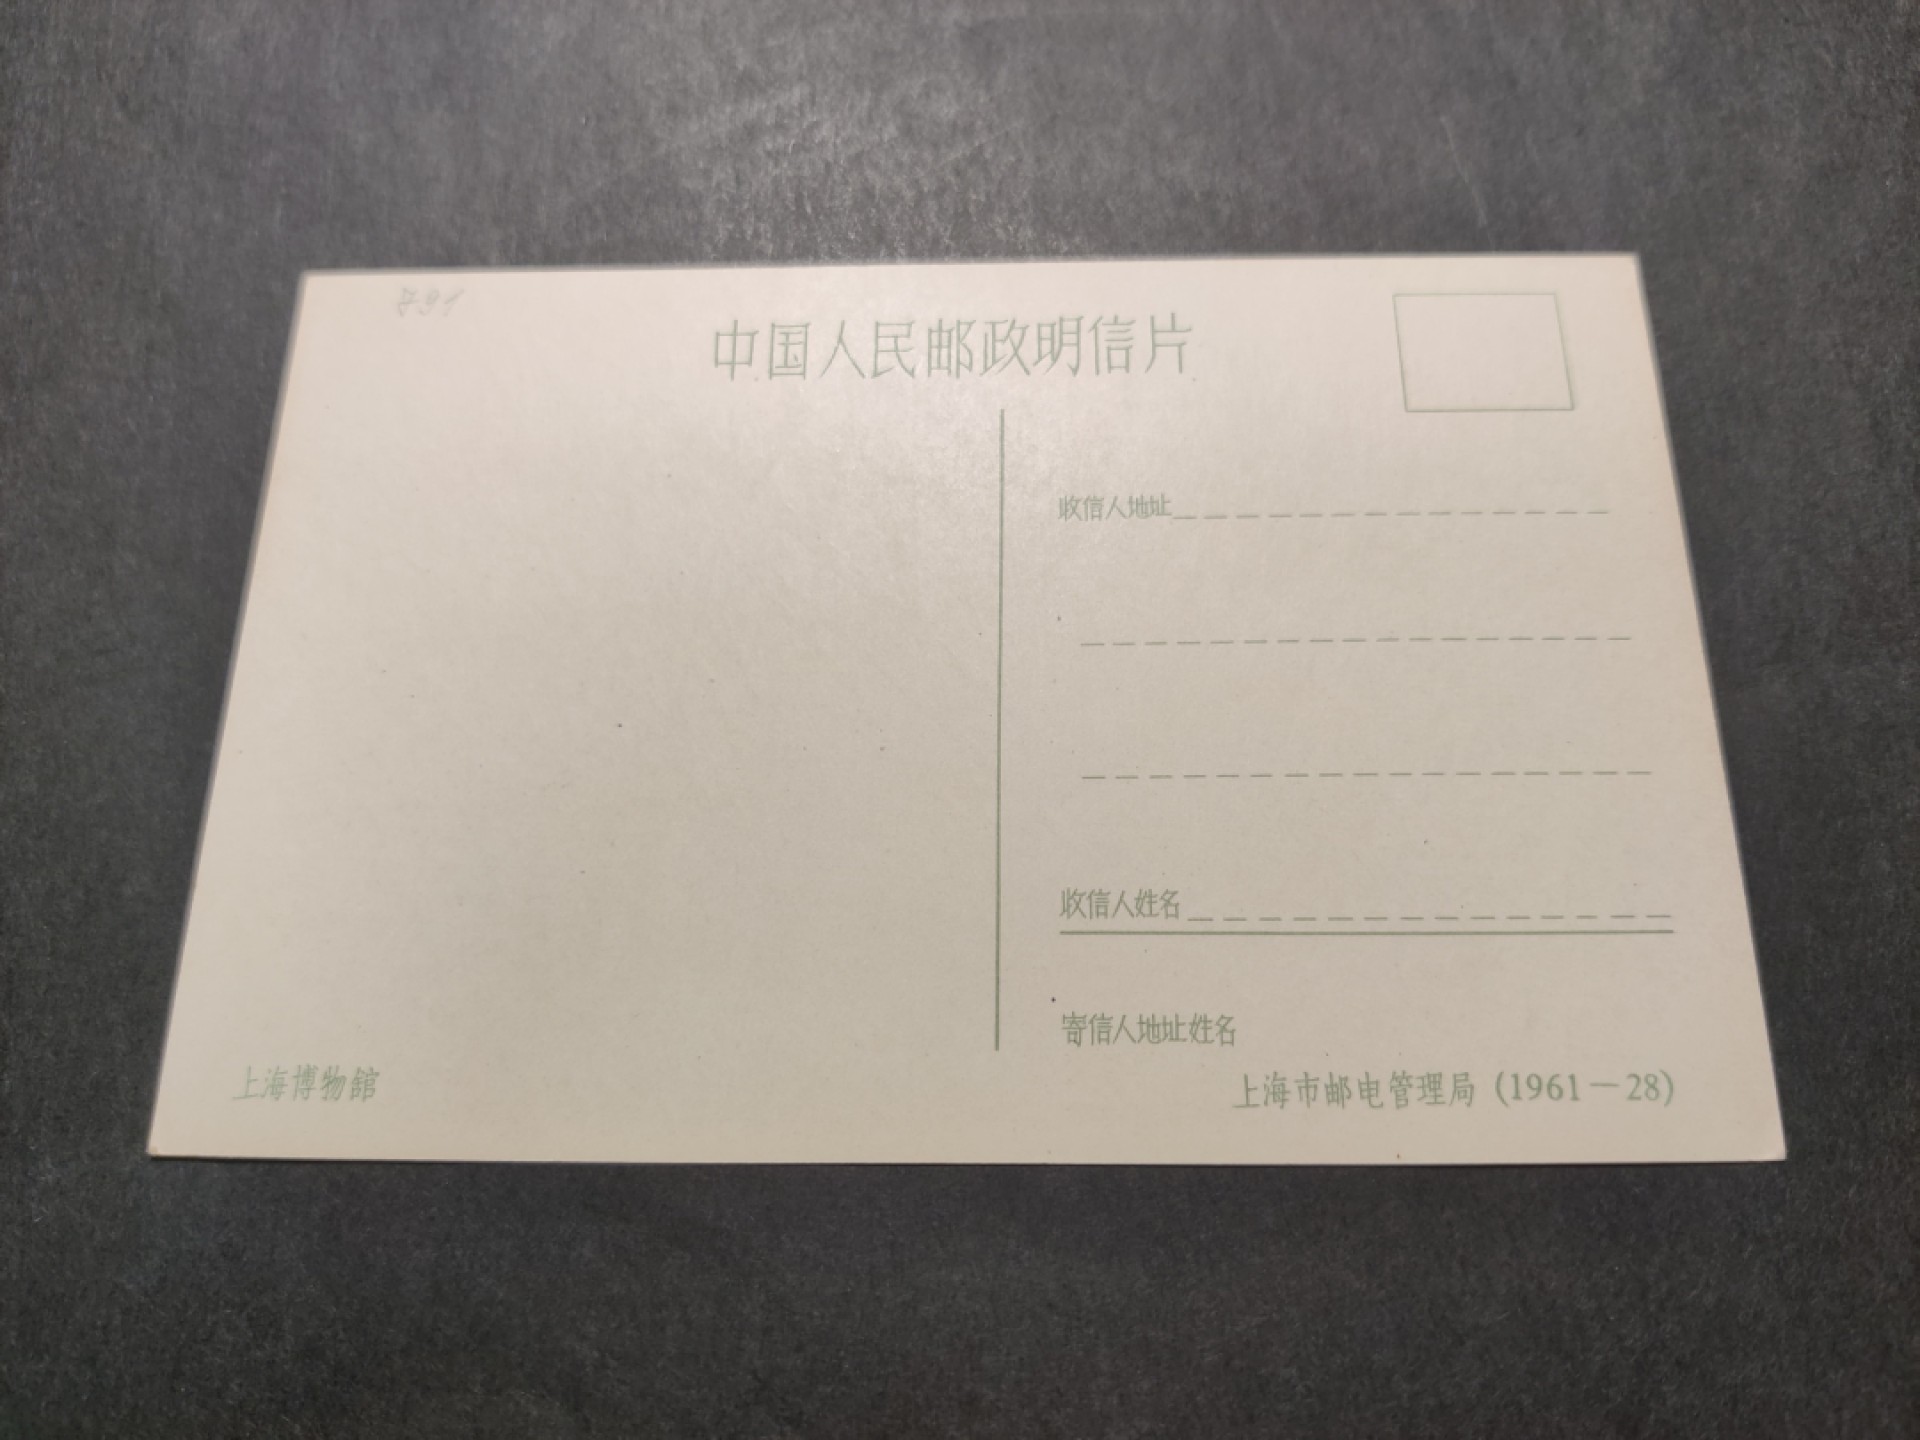 791
中国人民邮政明信片
收信人地址
收信人姓名
寄信人地址姓名
上海博物館
上海市邮电管理局 (1961－28)